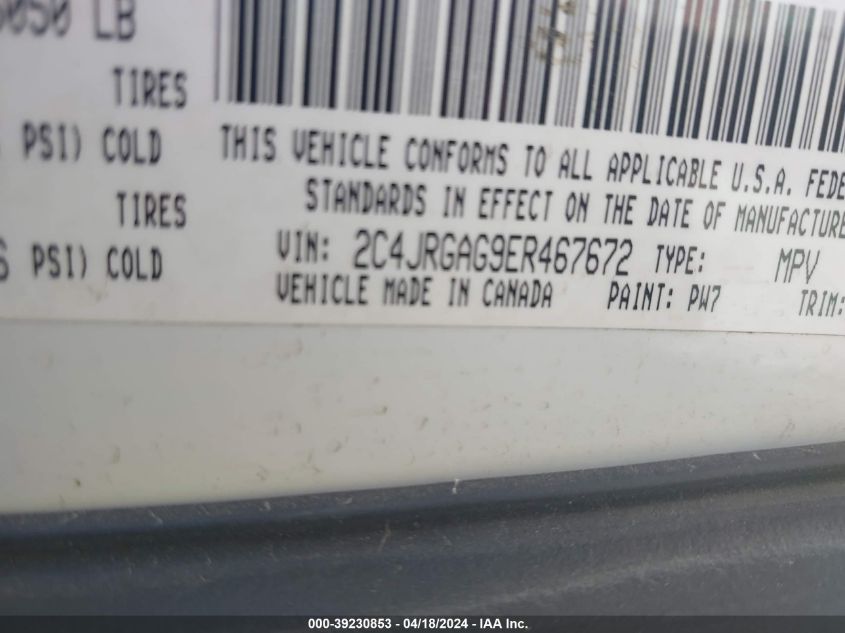 6050 LB
TIRES
PSI) COLD
TIRES
PSI) COLD
THIS VEHICLE CONFORMS TO ALL APPLICABLE U.S.A. FEDE
STANDARDS IN EFFECT ON THE DATE OF MANUFACTURE
VIN: 2C4JRGAG9ER467672 TYPE: MPV
VEHICLE MADE IN CANADA PAINT: PW7 TRIM:
000-39230853 - 04/18/2024 - IAA Inc.